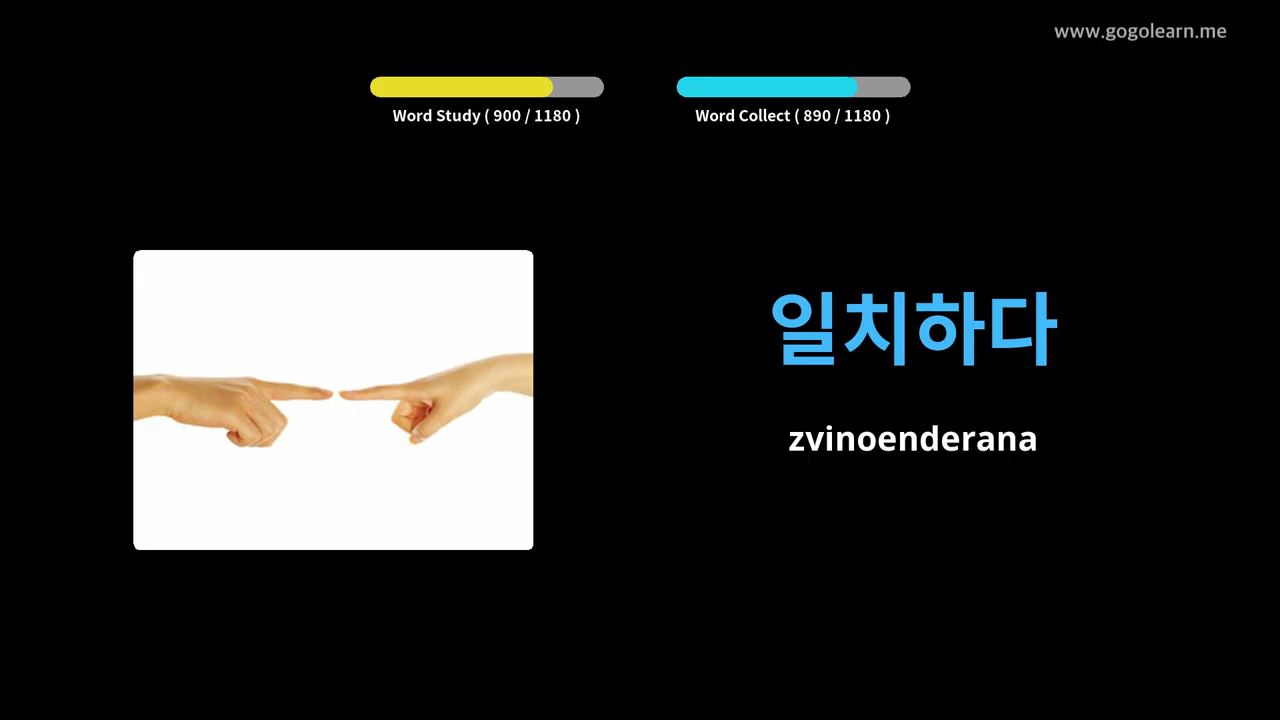 www.gogolearn.me
Word Study ( 900 / 1180 )
Word Collect ( 890 / 1180 )
일치하다
zvinoenderana